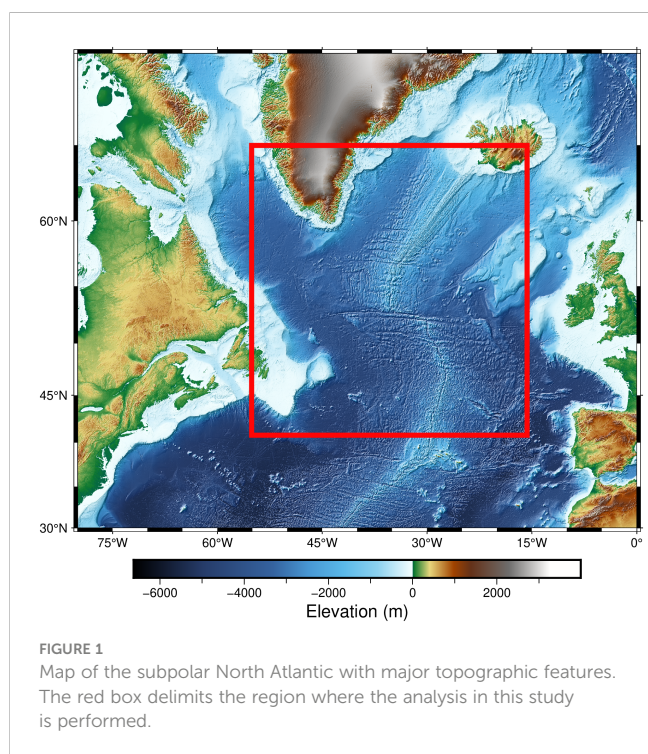 60°N
45°N
30°N
75°W 60°W 45°W 30°W 15°W 0°
−6000 −4000 −2000 0 2000
Elevation (m)
FIGURE 1
Map of the subpolar North Atlantic with major topographic features.
The red box delimits the region where the analysis in this study
is performed.